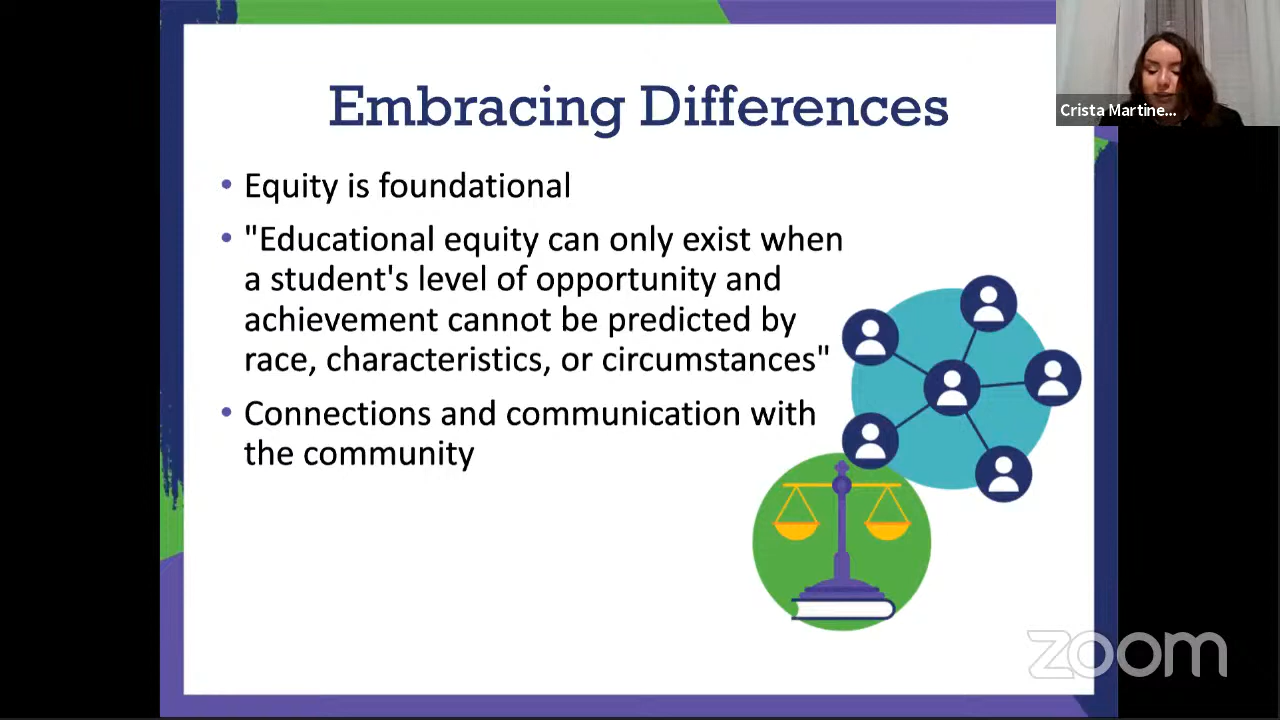 Embracing Differences
• Equity is foundational
• "Educational equity can only exist when
a student's level of opportunity and
achievement cannot be predicted by
race, characteristics, or circumstances"
• Connections and communication with
the community
Crista Martine...
zoom